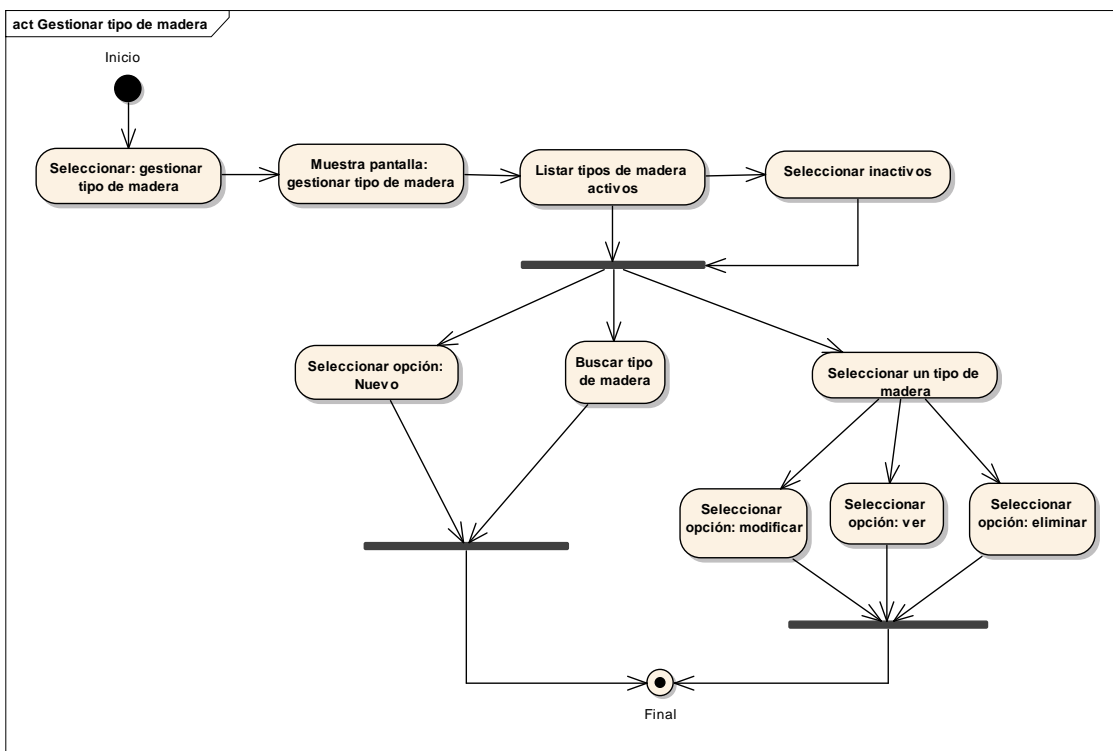 act Gestionar tipo de madera
Inicio
Seleccionar: gestionar
tipo de madera
Muestra pantalla:
gestionar tipo de madera
Listar tipos de madera
activos
Seleccionar inactivos
Seleccionar opción:
Nuevo
Buscar tipo
de madera
Seleccionar un tipo de
madera
Seleccionar
opción: modificar
Seleccionar
opción: ver
Seleccionar
opción: eliminar
Final